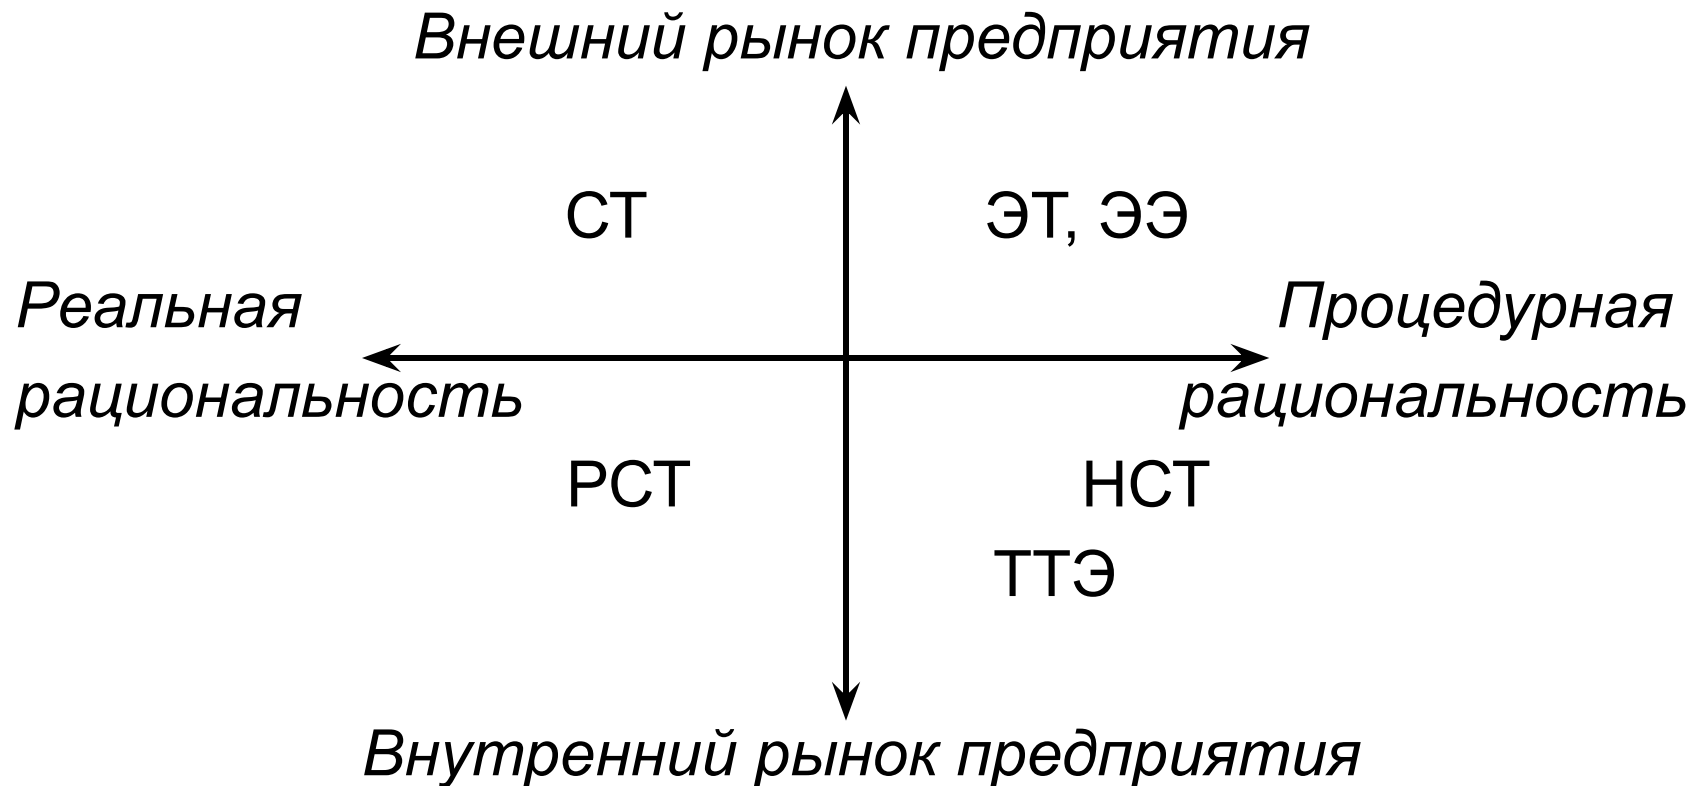 Внешний рынок предприятия
СТ
ЭТ, ЭЭ
Реальная
рациональность
Процедурная
рациональность
РСТ
НСТ
ТТЭ
Внутренний рынок предприятия